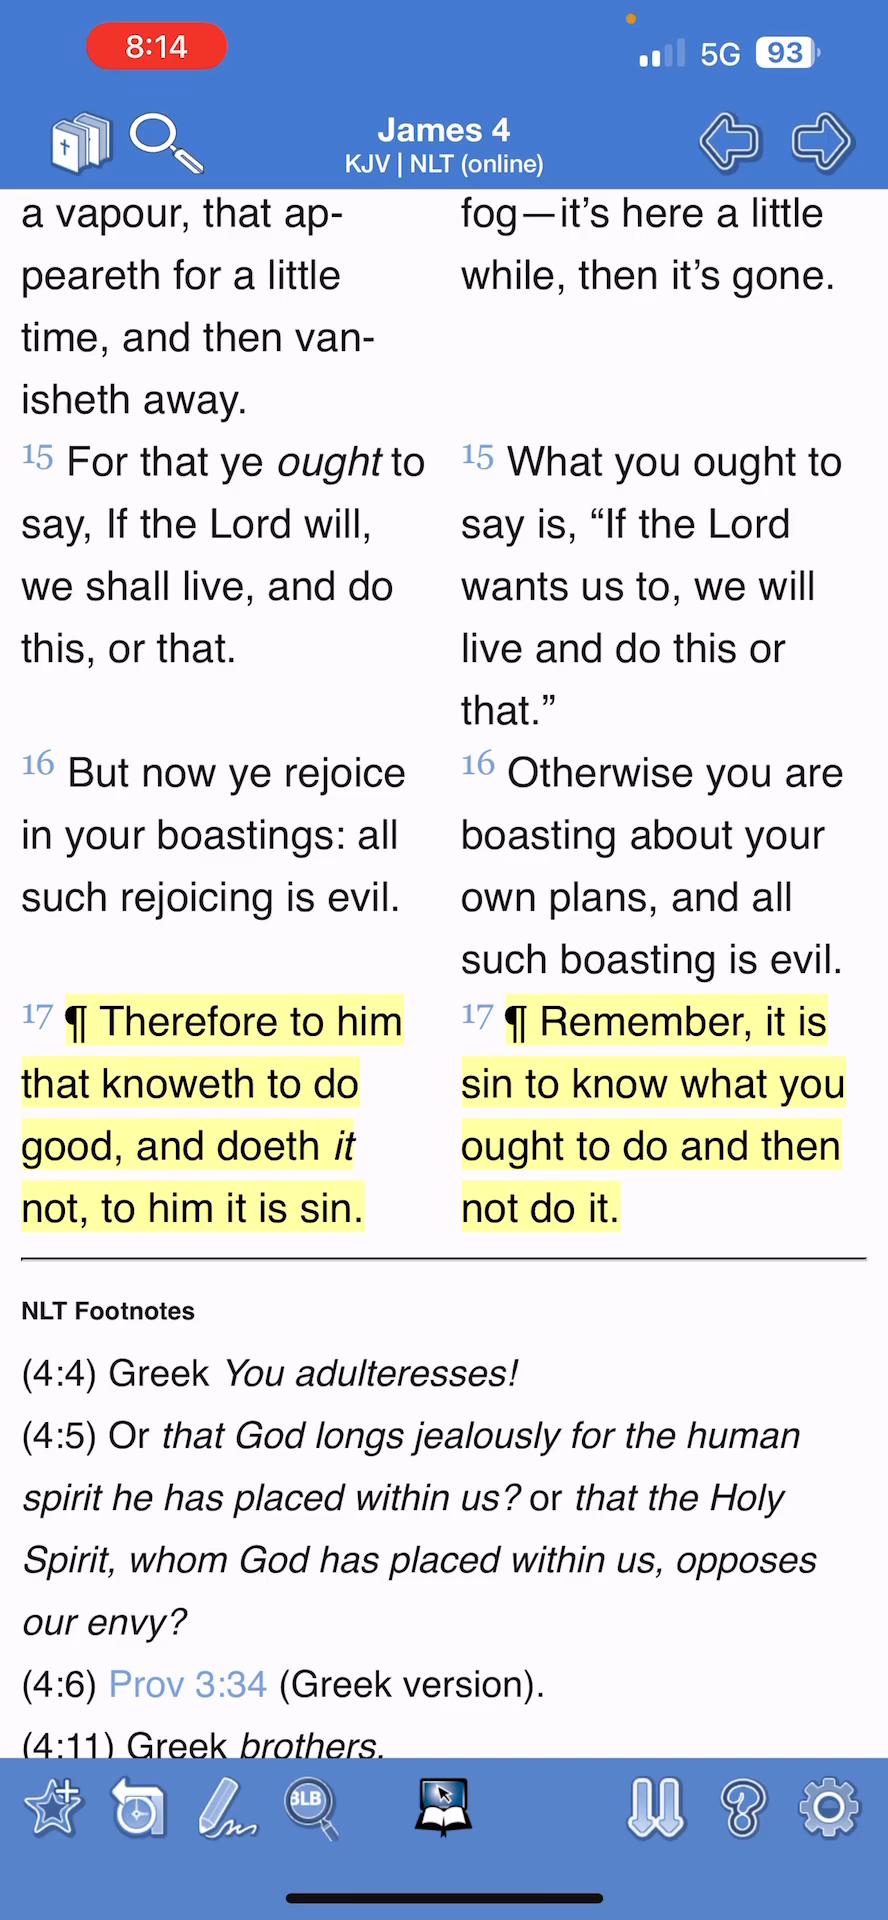 8:14
5G 93
James 4
KJV | NLT (online)
a vapour, that ap-
peareth for a little
time, and then van-
isheth away.
15 For that ye ought to
say, If the Lord will,
we shall live, and do
this, or that.
16 But now ye rejoice
in your boastings: all
such rejoicing is evil.
17 ¶ Therefore to him
that knoweth to do
good, and doeth it
not, to him it is sin.
fog—it’s here a little
while, then it’s gone.
15 What you ought to
say is, “If the Lord
wants us to, we will
live and do this or
that.”
16 Otherwise you are
boasting about your
own plans, and all
such boasting is evil.
17 ¶ Remember, it is
sin to know what you
ought to do and then
not do it.
NLT Footnotes
(4:4) Greek You adulteresses!
(4:5) Or that God longs jealously for the human
spirit he has placed within us? or that the Holy
Spirit, whom God has placed within us, opposes
our envy?
(4:6) Prov 3:34 (Greek version).
(4:11) Greek brothers.
BLB